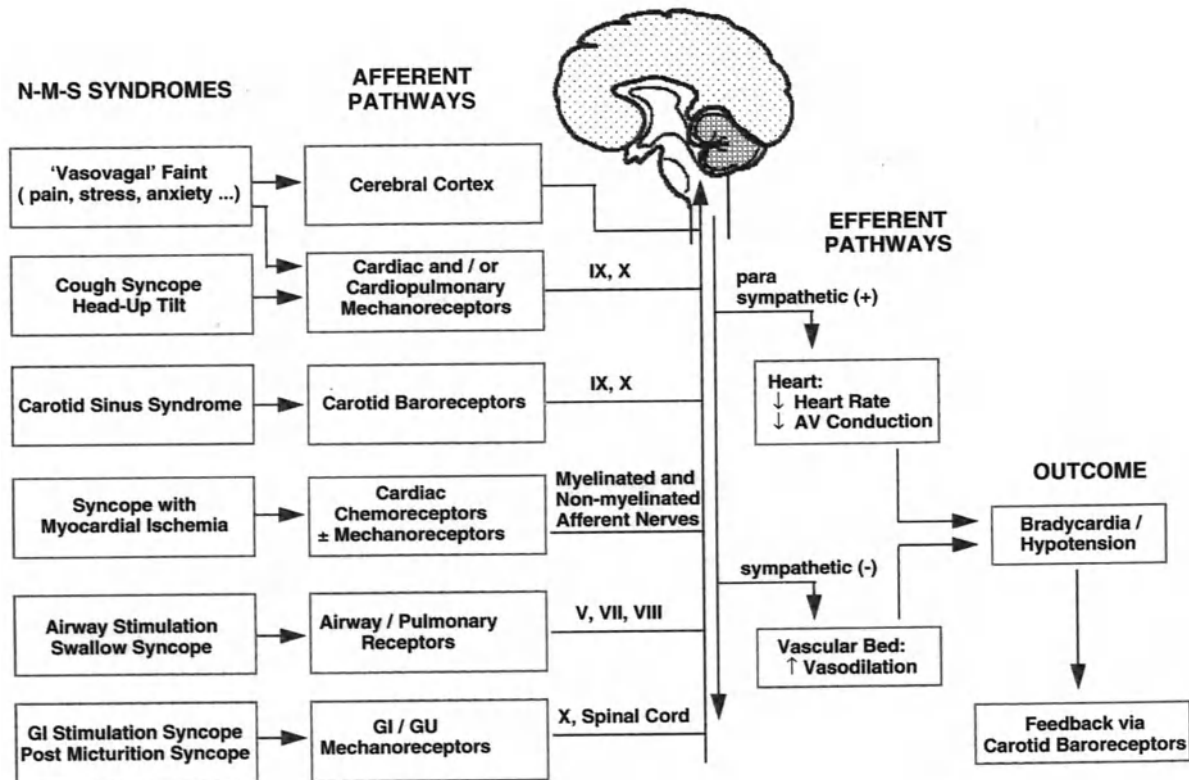 N-M-S SYNDROMES
AFFERENT
PATHWAYS
'Vasovagal' Faint
( pain, stress, anxiety ...)
Cerebral Cortex
Cough Syncope
Head-Up Tilt
Cardiac and / or
Cardiopulmonary
Mechanoreceptors
IX, X
Carotid Sinus Syndrome
Carotid Baroreceptors
IX, X
Syncope with
Myocardial Ischemia
Cardiac
Chemoreceptors
± Mechanoreceptors
Myelinated and
Non-myelinated
Afferent Nerves
Airway Stimulation
Swallow Syncope
Airway / Pulmonary
Receptors
V, VII, VIII
GI Stimulation Syncope
Post Micturition Syncope
GI / GU
Mechanoreceptors
X, Spinal Cord
EFFERENT
PATHWAYS
para
sympathetic (+)
Heart:
↓ Heart Rate
↓ AV Conduction
sympathetic (-)
Vascular Bed:
↑ Vasodilation
OUTCOME
Bradycardia /
Hypotension
Feedback via
Carotid Baroreceptors